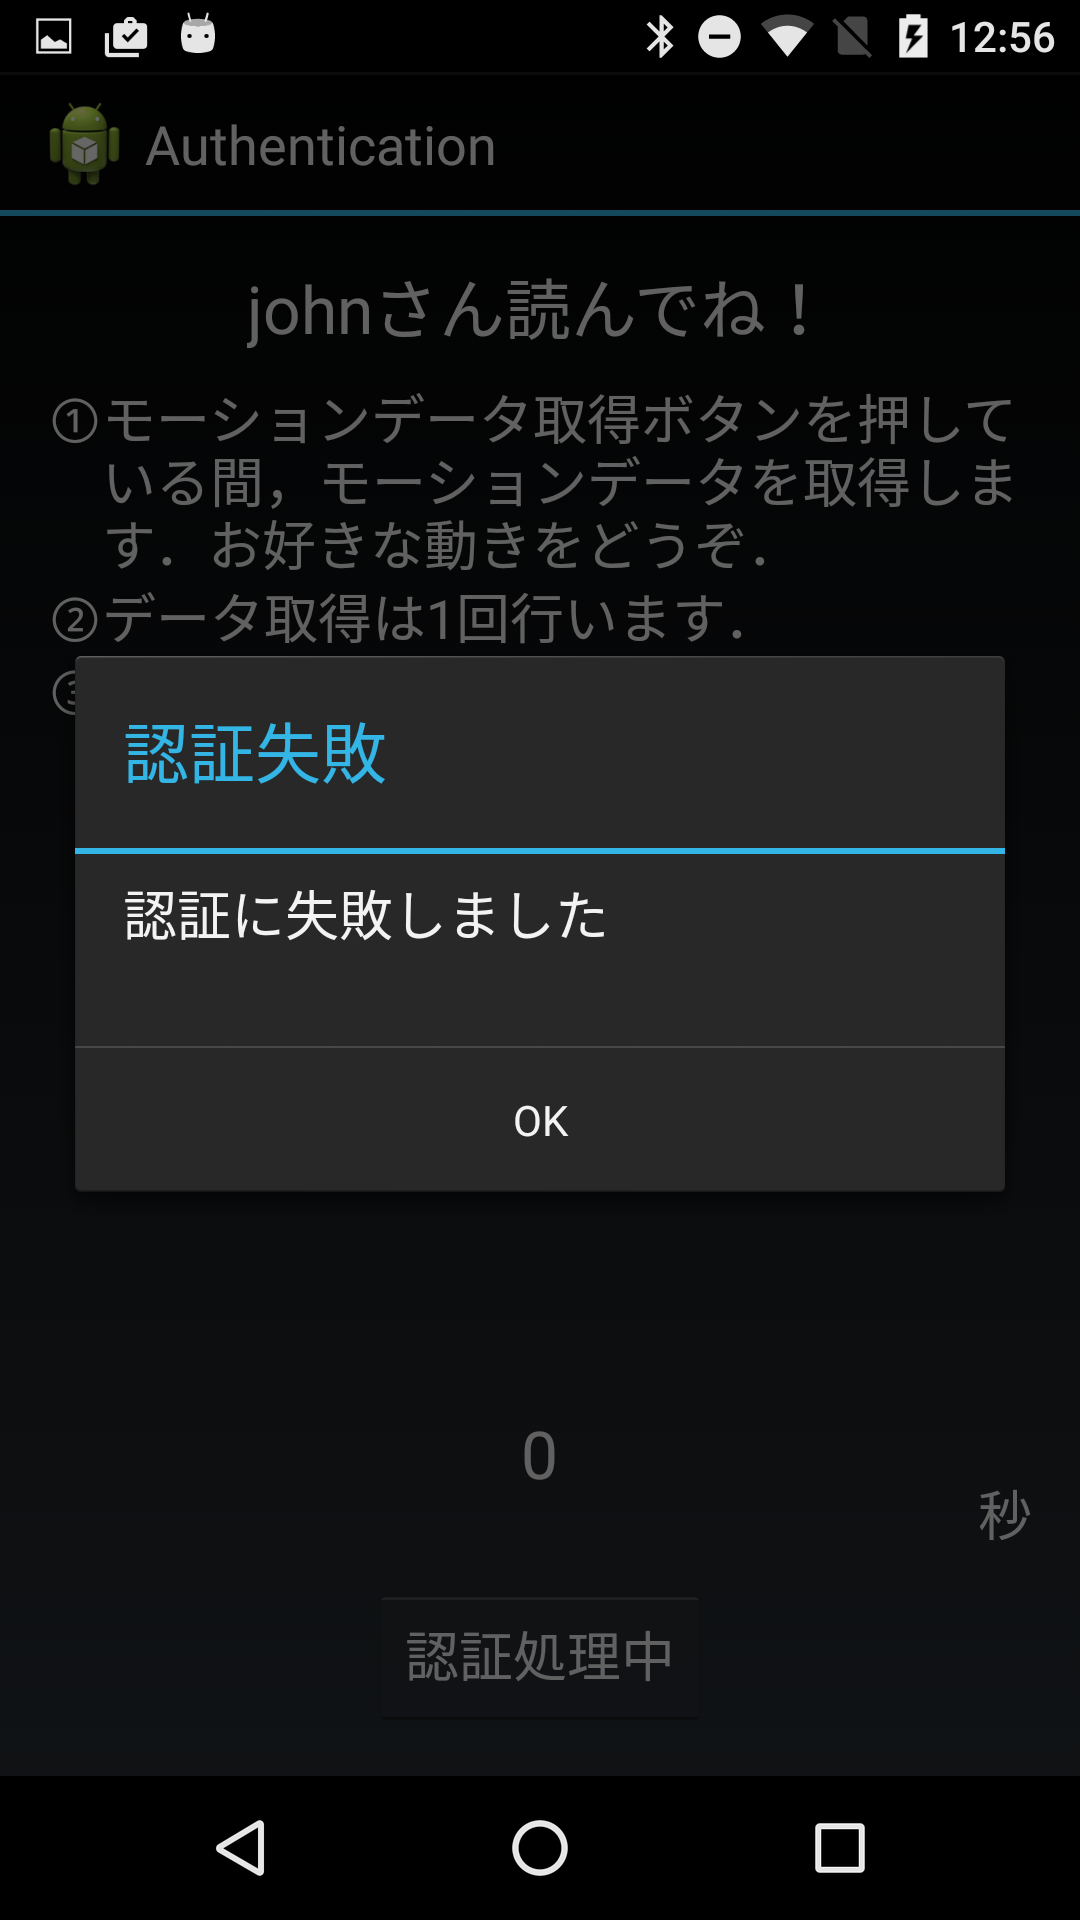 12:56
Authentication
johnさん読んでね！
①モーションデータ取得ボタンを押して
いる間，モーションデータを取得しま
す．お好きな動きをどうぞ．
②データ取得は1回行います．
認証失敗
認証に失敗しました
OK
0
秒
認証処理中